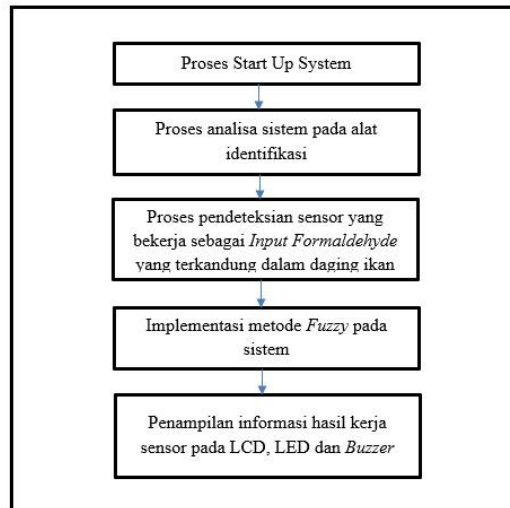 Proses Start Up System
Proses analisa sistem pada alat
identifikasi
Proses pendeteksian sensor yang
bekerja sebagai Input Formaldehyde
yang terkandung dalam daging ikan
Implementasi metode Fuzzy pada
sistem
Penampilan informasi hasil kerja
sensor pada LCD, LED dan Buzzer